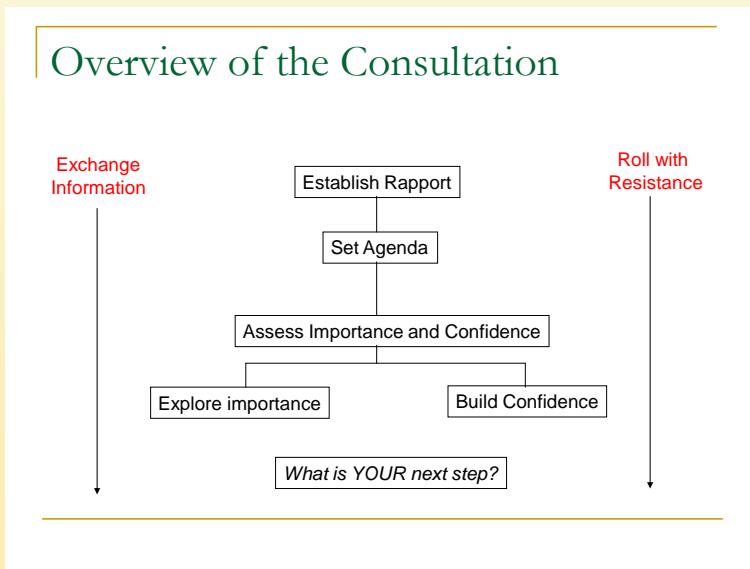 Overview of the Consultation
Exchange
Information
Establish Rapport
Roll with
Resistance
Set Agenda
Assess Importance and Confidence
Explore importance
Build Confidence
What is YOUR next step?